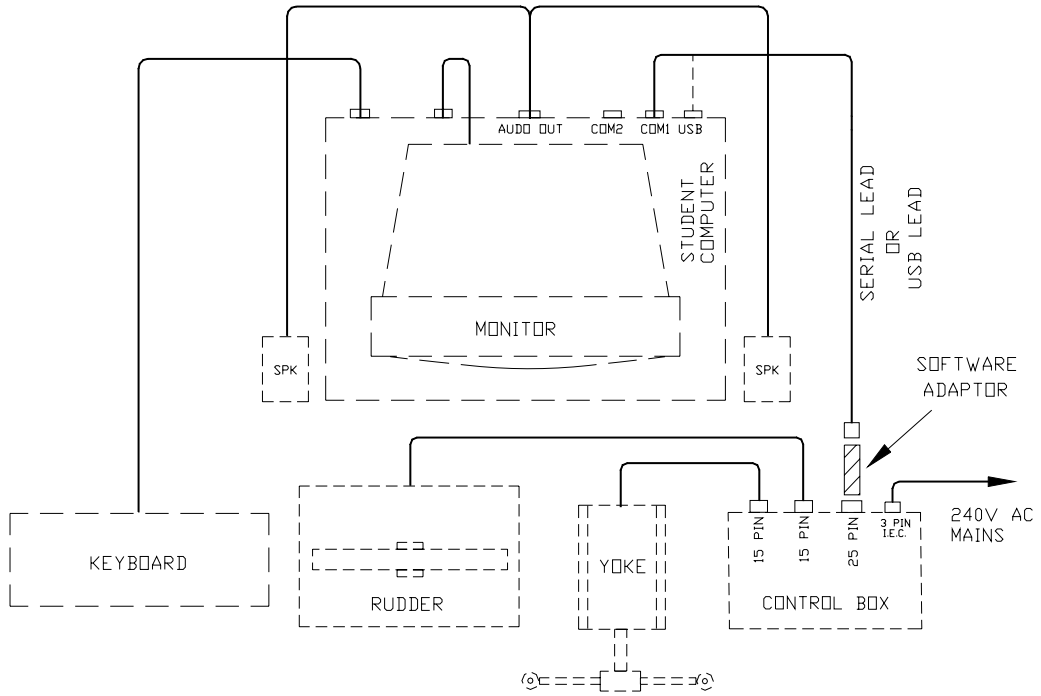 AUDO OUT
COM2
COM1
USB
STUDENT
COMPUTER
SERIAL LEAD
OR
USB LEAD
MONITOR
SPK
SPK
SOFTWARE
ADAPTOR
KEYBOARD
RUDDER
YOKE
15 PIN
15 PIN
25 PIN
3 PIN
I.E.C.
240V AC
MAINS
CONTROL BOX